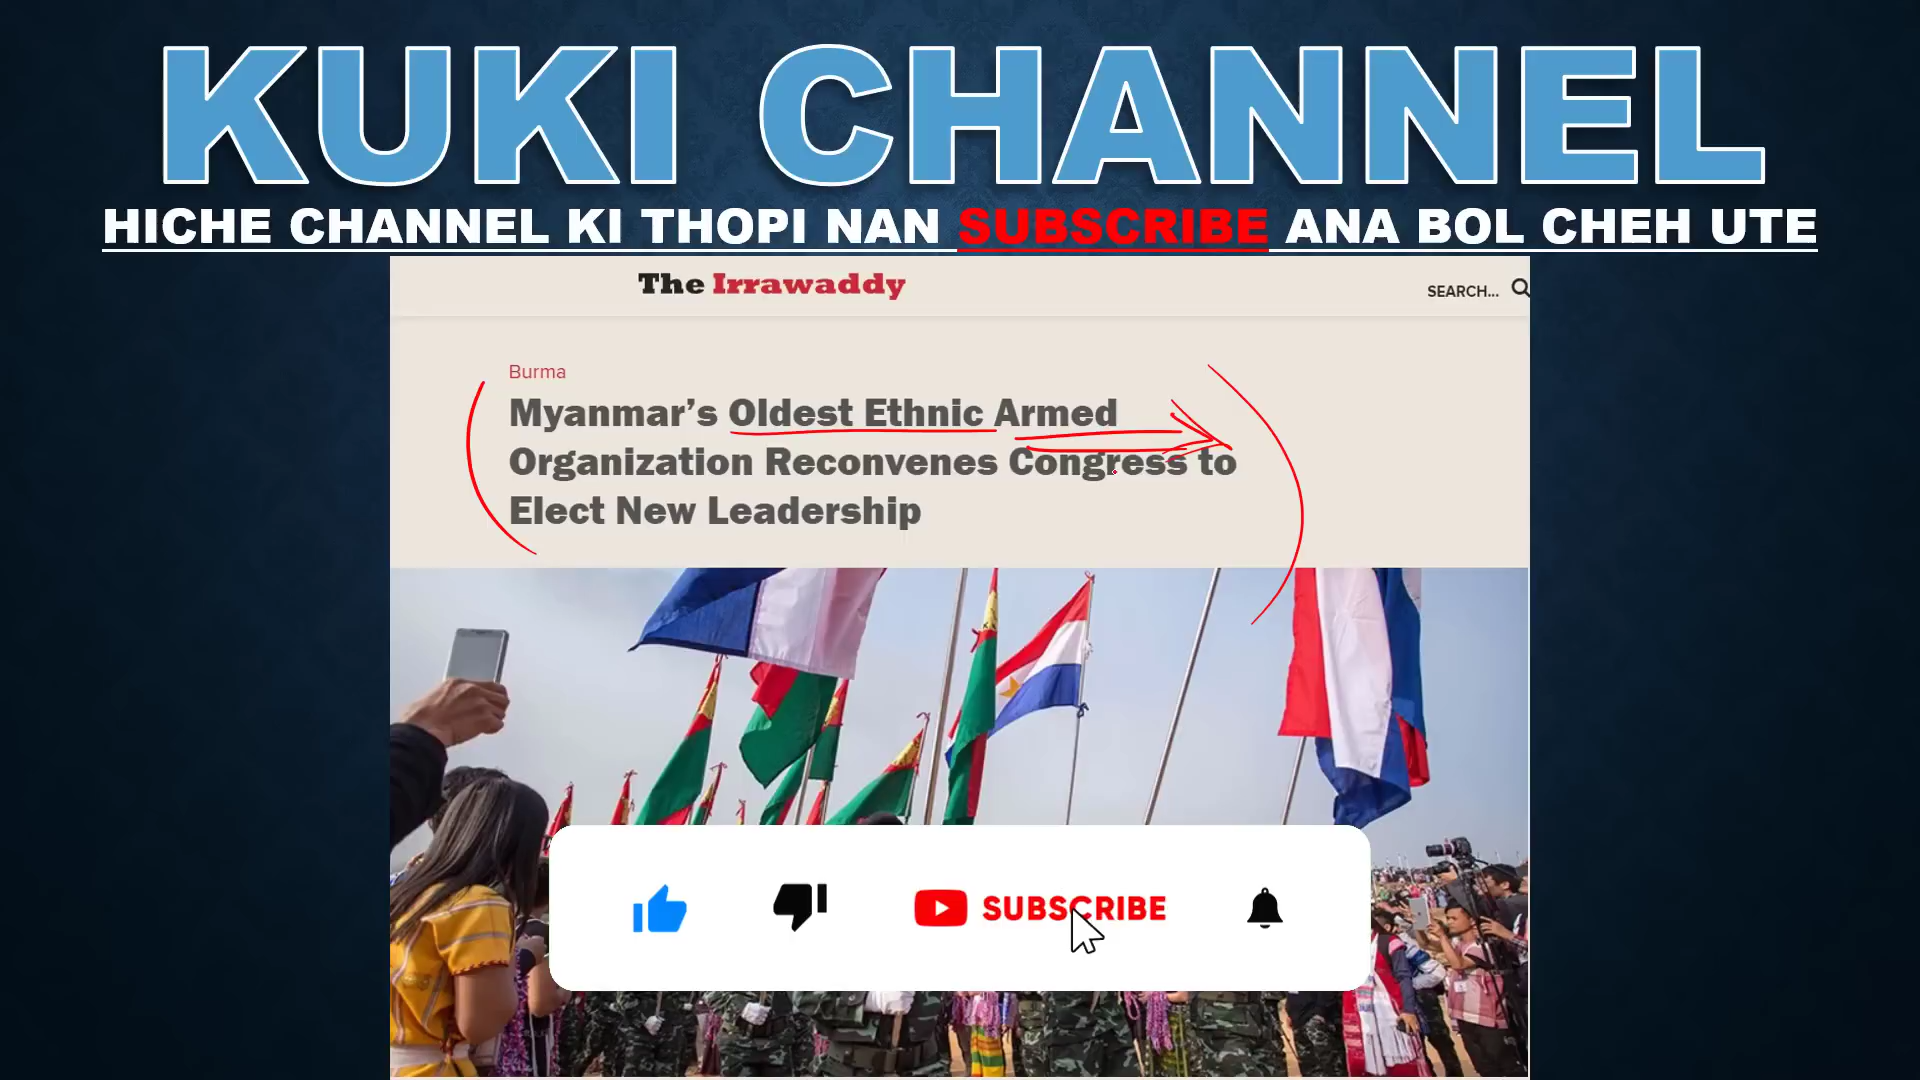 KUKI CHANNEL
HICHE CHANNEL KI THOPI NAN SUBSCRIBE ANA BOL CHEH UTE
The Irrawaddy
SEARCH...
Burma
Myanmar’s Oldest Ethnic Armed
Organization Reconvenes Congress to
Elect New Leadership
SUBSCRIBE